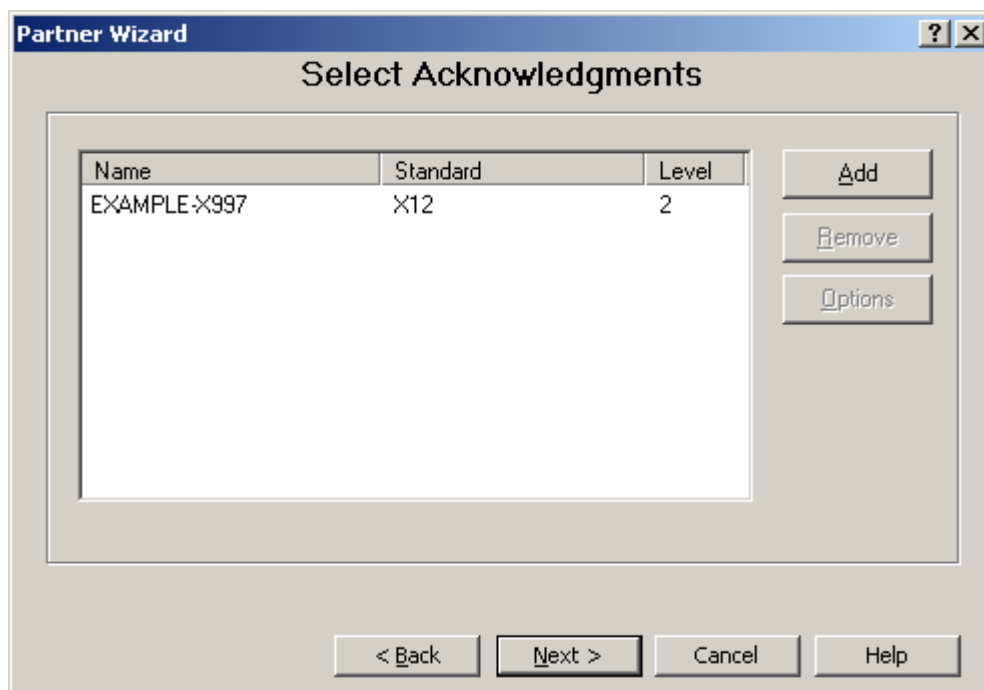 Partner Wizard
Select Acknowledgments
Name Standard Level
EXAMPLE-X997 X12 2
Add
Remove
Options
< Back Next > Cancel Help